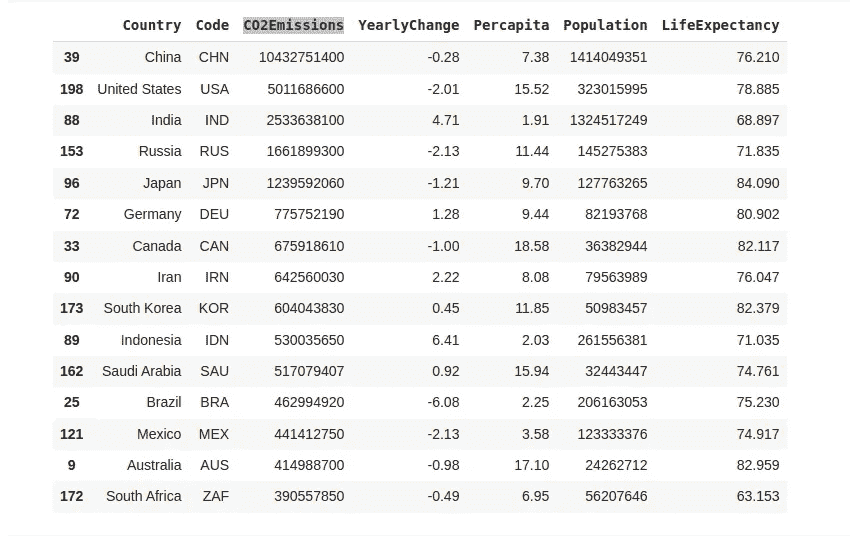 Country Code CO2Emissions YearlyChange Percapita Population LifeExpectancy
39 China CHN 10432751400 -0.28 7.38 1414049351 76.210
198 United States USA 5011686600 -2.01 15.52 323015995 78.885
88 India IND 2533638100 4.71 1.91 1324517249 68.897
153 Russia RUS 1661899300 -2.13 11.44 145275383 71.835
96 Japan JPN 1239592060 -1.21 9.70 127763265 84.090
72 Germany DEU 775752190 1.28 9.44 82193768 80.902
33 Canada CAN 675918610 -1.00 18.58 36382944 82.117
90 Iran IRN 642560030 2.22 8.08 79563989 76.047
173 South Korea KOR 604043830 0.45 11.85 50983457 82.379
89 Indonesia IDN 530035650 6.41 2.03 261556381 71.035
162 Saudi Arabia SAU 517079407 0.92 15.94 32443447 74.761
25 Brazil BRA 462994920 -6.08 2.25 206163053 75.230
121 Mexico MEX 441412750 -2.13 3.58 123333376 74.917
9 Australia AUS 414988700 -0.98 17.10 24262712 82.959
172 South Africa ZAF 390557850 -0.49 6.95 56207646 63.153